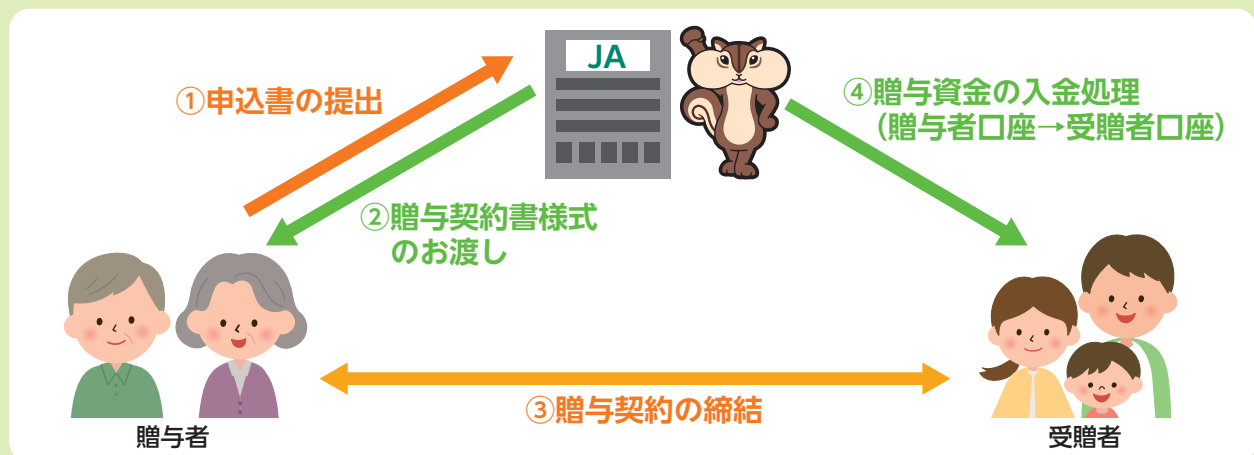 JA
①申込書の提出
②贈与契約書様式
のお渡し
③贈与契約の締結
④贈与資金の入金処理
（贈与者口座→受贈者口座）
贈与者
受贈者